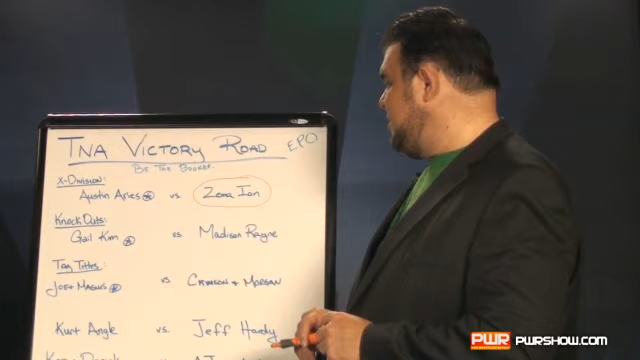 TNA VICTORY ROAD EPO
BE THE BOOKER
X-DIVISION:
Austin Aries vs. Zema Ion
Knock Outs:
Gail Kim vs. Madison Rayne
Tag Titles:
Joe + Magnus vs. Crimson + Morgan
Kurt Angle vs. Jeff Hardy
PWR PWRSHOW.COM